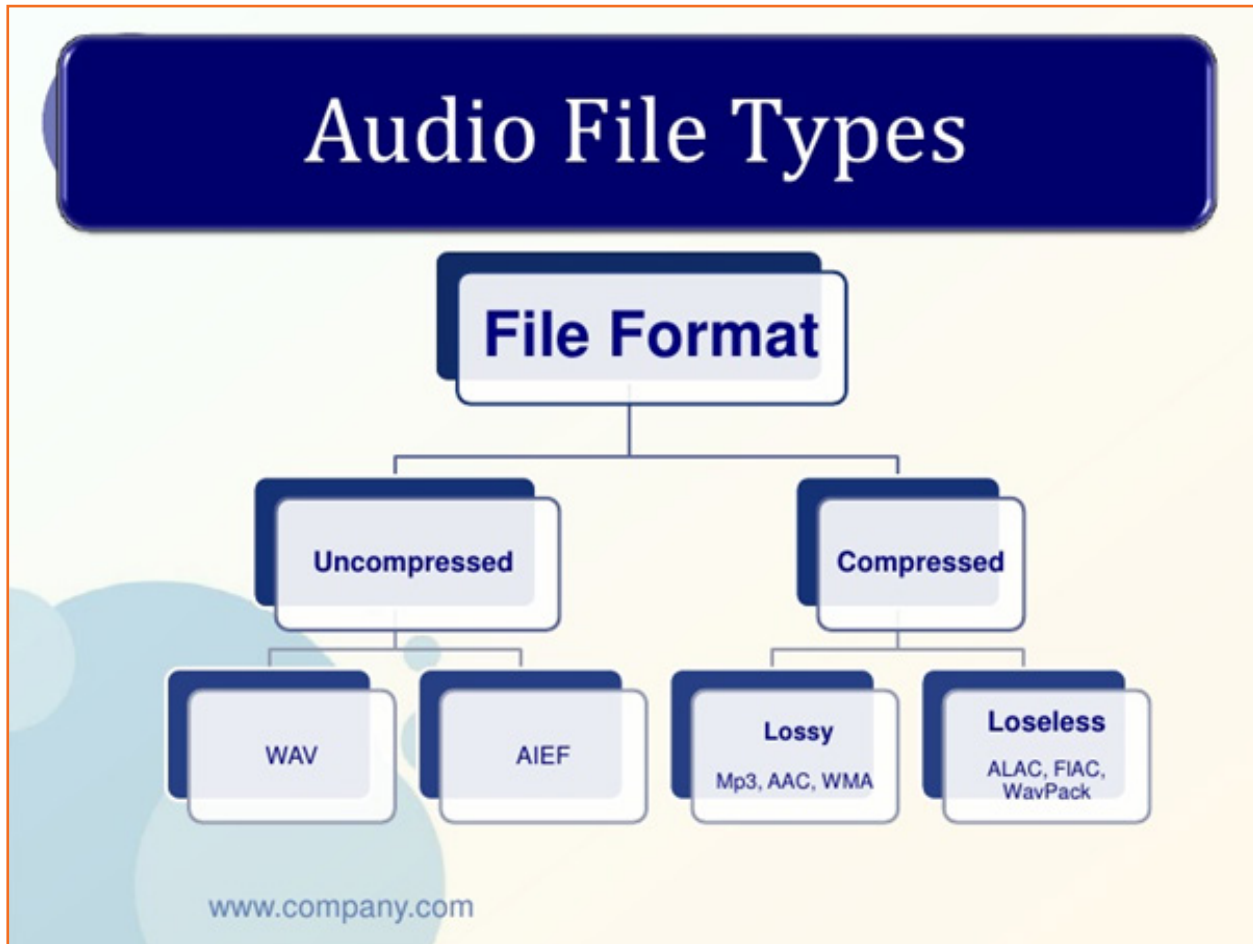 Audio File Types
File Format
Uncompressed
Compressed
WAV
AIEF
Lossy
Mp3, AAC, WMA
Loseless
ALAC, FlAC,
WavPack
www.company.com